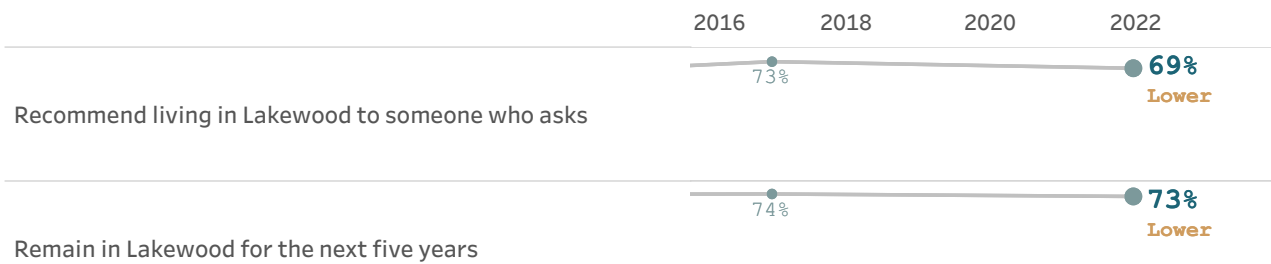 2016 2018 2020 2022
73% 69%
Lower
Recommend living in Lakewood to someone who asks
74% 73%
Lower
Remain in Lakewood for the next five years